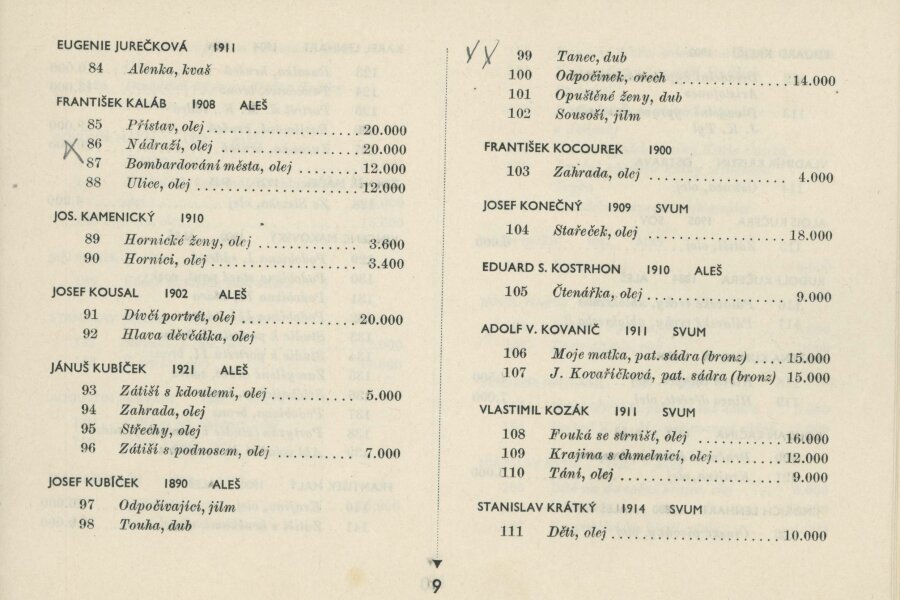 EUGENIE JUREČKOVÁ 1911
84 Alenka, kvaš
FRANTIŠEK KALÁB 1908 ALEŠ
85 Přístav, olej 20.000
86 Nádraží, olej 20.000
87 Bombardování města, olej 12.000
88 Ulice, olej 12.000
JOS. KAMENICKÝ 1910
89 Hornické ženy, olej 3.600
90 Horníci, olej 3.400
JOSEF KOUSAL 1902 ALEŠ
91 Dívčí portrét, olej 20.000
92 Hlava děvčátka, olej
JÁNUŠ KUBÍČEK 1921 ALEŠ
93 Zátiší s kdoulemi, olej 5.000
94 Zahrada, olej
95 Střechy, olej
96 Zátiší s podnosem, olej 7.000
JOSEF KUBÍČEK 1890 ALEŠ
97 Odpočívající, jilm
98 Touha, dub
99 Tanec, dub
100 Odpočinek, ořech 14.000
101 Opuštěné ženy, dub
102 Sousoší, jilm
FRANTIŠEK KOCOUREK 1900
103 Zahrada, olej 4.000
JOSEF KONEČNÝ 1909 SVUM
104 Stařeček, olej 18.000
EDUARD S. KOSTRHON 1910 ALEŠ
105 Čtenářka, olej 9.000
ADOLF V. KOVANIČ 1911 SVUM
106 Moje matka, pat. sádra (bronz) 15.000
107 J. Kovaříčková, pat. sádra (bronz) 15.000
VLASTIMIL KOZÁK 1911 SVUM
108 Fouká se strnišť, olej 16.000
109 Krajina s chmelnicí, olej 12.000
110 Tání, olej 9.000
STANISLAV KRÁTKÝ 1914 SVUM
111 Děti, olej 10.000
9